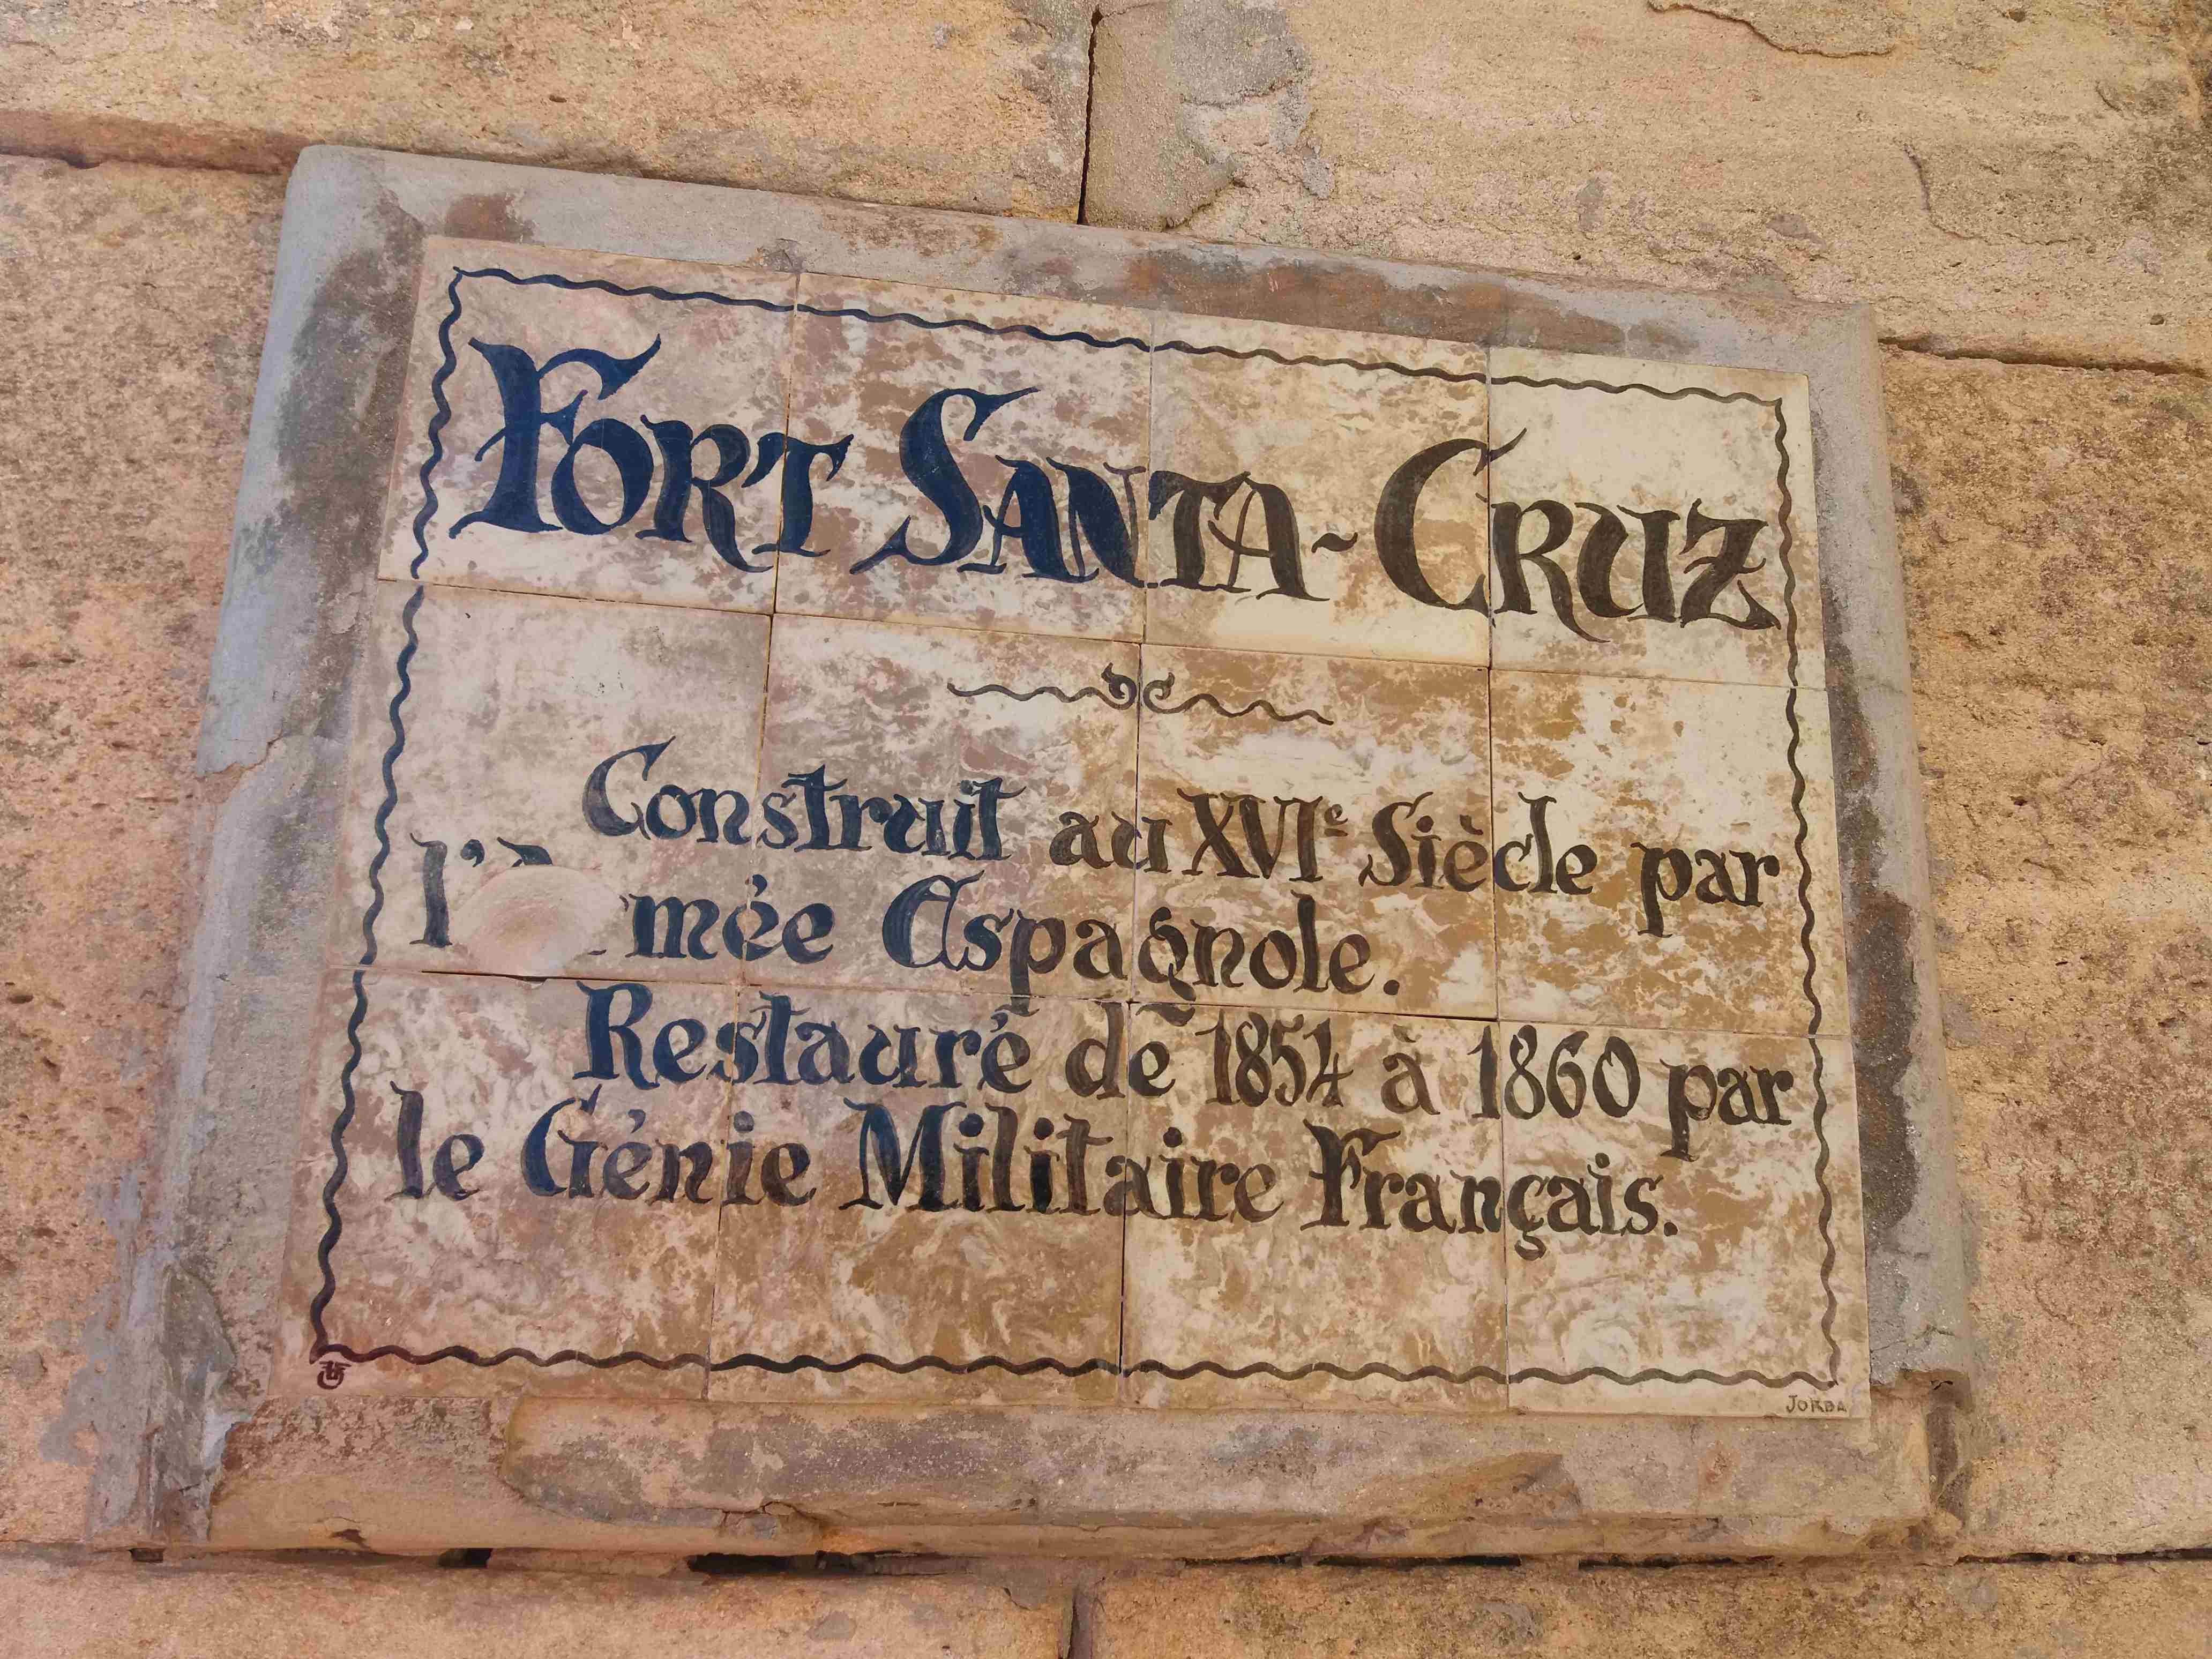 FORT SANTA-CRUZ
Construit au XVIe Siècle par
mée Espagnole.
Restauré de 1854 à 1860 par
le Génie Militaire Français.
JORBA